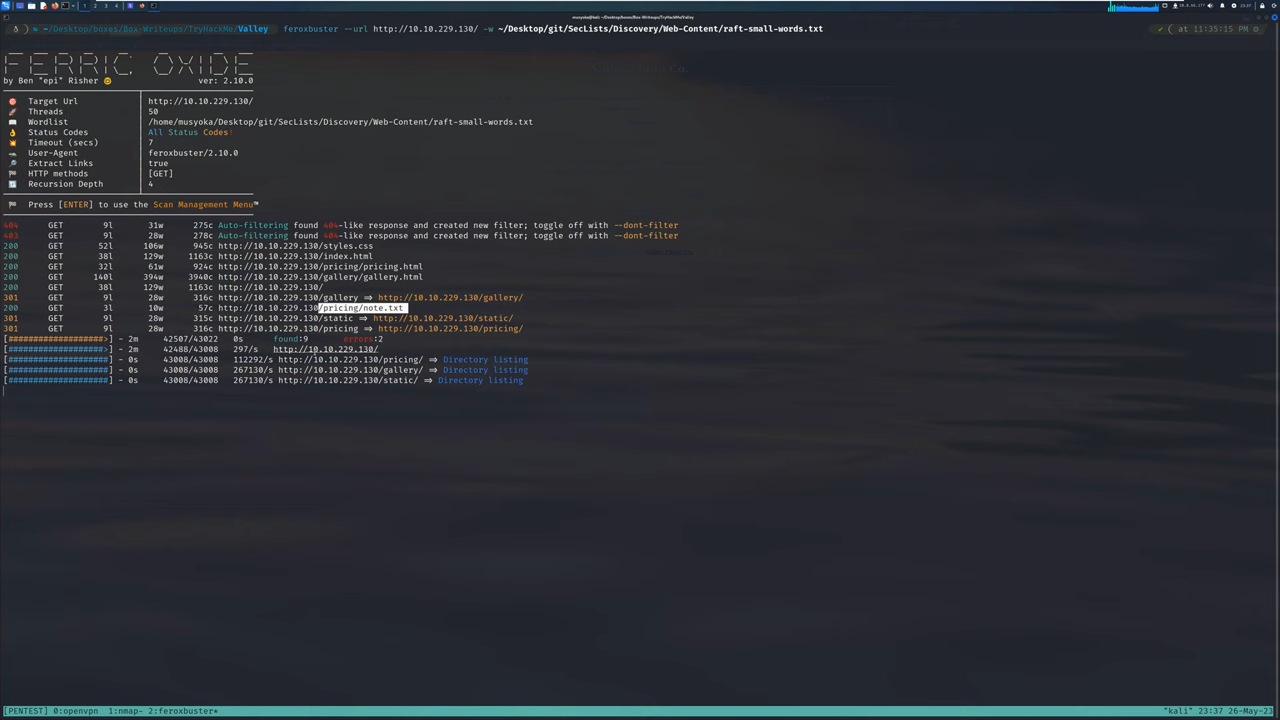 ~/Desktop/boxes/Box-Writeups/TryHackMe/Valley feroxbuster --url http://10.10.229.130/ -w ~/Desktop/git/SecLists/Discovery/Web-Content/raft-small-words.txt at 11:35:15 PM
by Ben "epi" Risher ver: 2.10.0
Target Url http://10.10.229.130/
Threads 50
Wordlist /home/musyoka/Desktop/git/SecLists/Discovery/Web-Content/raft-small-words.txt
Status Codes All Status Codes!
Timeout (secs) 7
User-Agent feroxbuster/2.10.0
Extract Links true
HTTP methods [GET]
Recursion Depth 4
Press [ENTER] to use the Scan Management Menu™
404 GET 9l 31w 275c Auto-filtering found 404-like response and created new filter; toggle off with --dont-filter
403 GET 9l 28w 278c Auto-filtering found 404-like response and created new filter; toggle off with --dont-filter
200 GET 52l 106w 945c http://10.10.229.130/styles.css
200 GET 38l 129w 1163c http://10.10.229.130/index.html
200 GET 32l 61w 924c http://10.10.229.130/pricing/pricing.html
200 GET 140l 394w 3940c http://10.10.229.130/gallery/gallery.html
200 GET 38l 129w 1163c http://10.10.229.130/
301 GET 9l 28w 316c http://10.10.229.130/gallery => http://10.10.229.130/gallery/
200 GET 3l 10w 57c http://10.10.229.130/pricing/note.txt
301 GET 9l 28w 315c http://10.10.229.130/static => http://10.10.229.130/static/
301 GET 9l 28w 316c http://10.10.229.130/pricing => http://10.10.229.130/pricing/
[####################>] - 2m 42507/43022 0s found:9 errors:2
[####################>] - 2m 42488/43008 297/s http://10.10.229.130/
[####################] - 0s 43008/43008 112292/s http://10.10.229.130/pricing/ => Directory listing
[####################] - 0s 43008/43008 267130/s http://10.10.229.130/gallery/ => Directory listing
[####################] - 0s 43008/43008 267130/s http://10.10.229.130/static/ => Directory listing
[PENTEST] 0:openvpn 1:nmap- 2:feroxbuster* "kali" 23:37 26-May-23